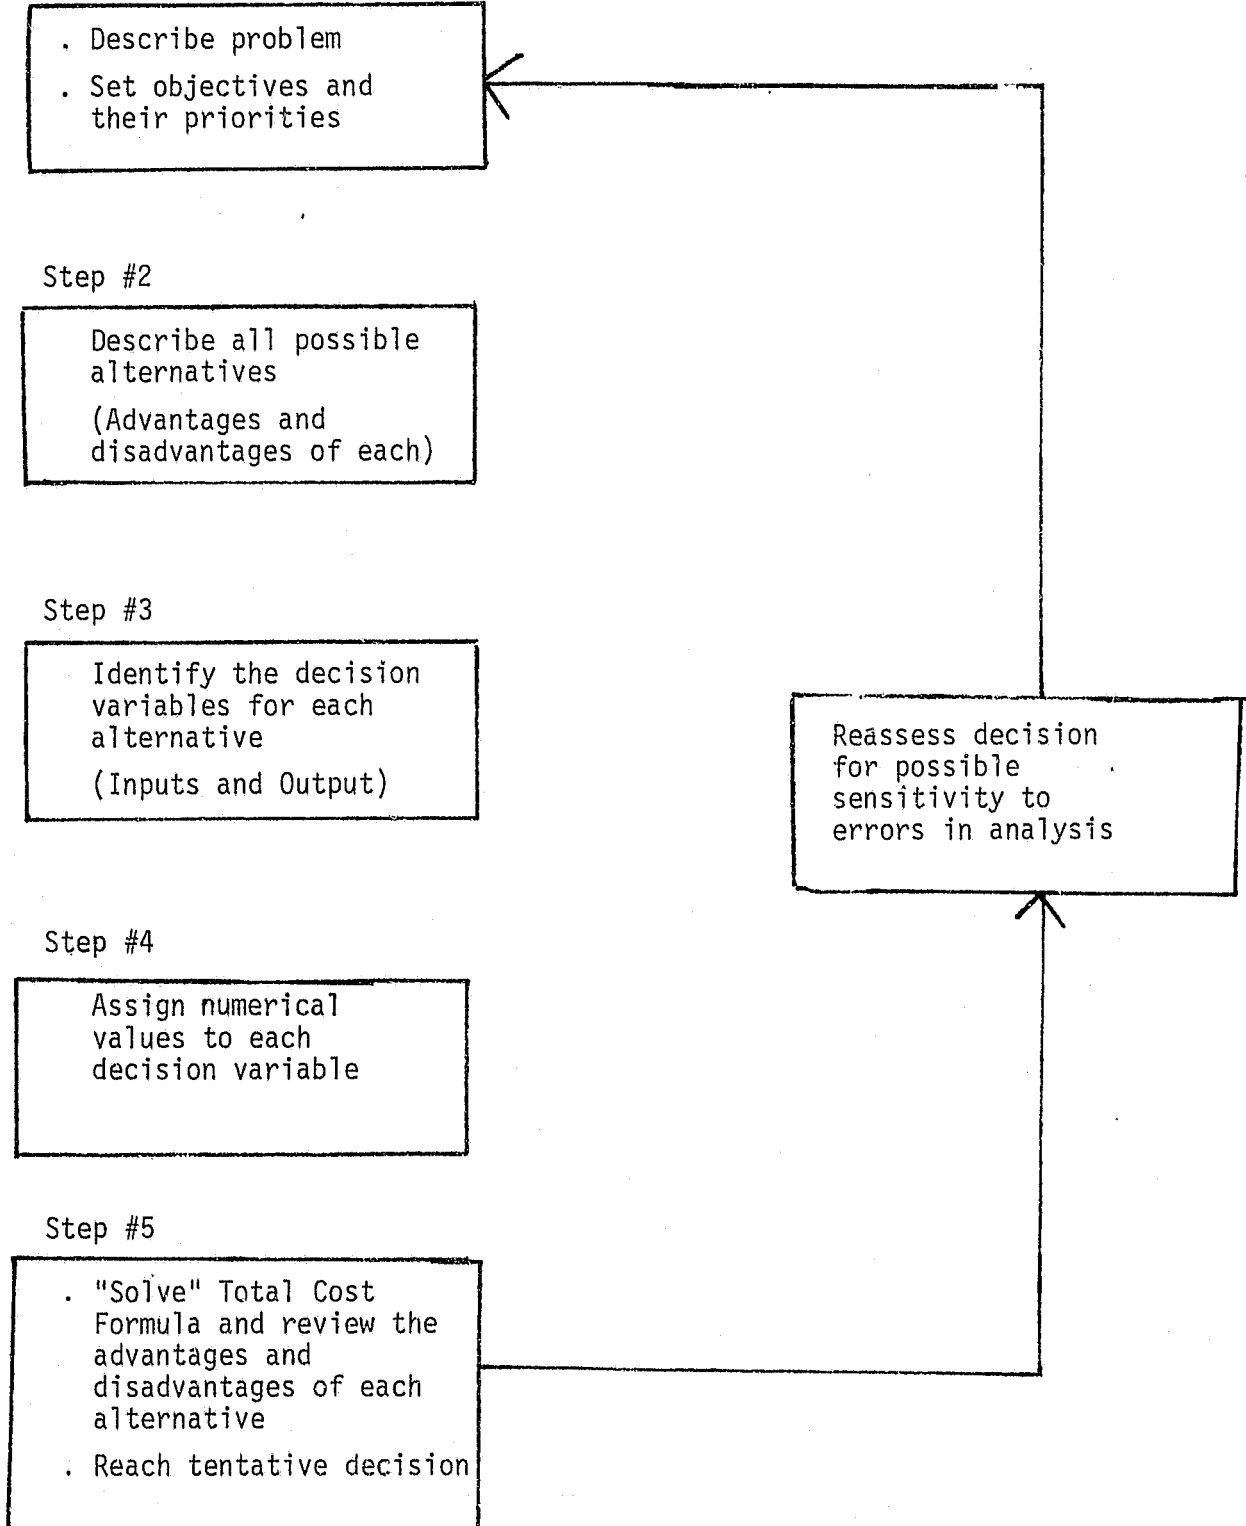 . Describe problem
. Set objectives and
their priorities
Step #2
Describe all possible
alternatives
(Advantages and
disadvantages of each)
Step #3
Identify the decision
variables for each
alternative
(Inputs and Output)
Reassess decision
for possible
sensitivity to
errors in analysis
Step #4
Assign numerical
values to each
decision variable
Step #5
. "Solve" Total Cost
Formula and review the
advantages and
disadvantages of each
alternative
. Reach tentative decision